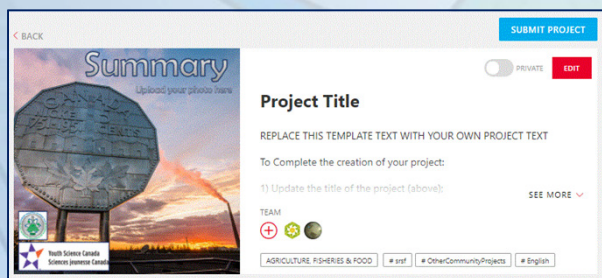 < BACK
SUBMIT PROJECT
Summary
Upload your photo here
PRIVATE
EDIT
Project Title
REPLACE THIS TEMPLATE TEXT WITH YOUR OWN PROJECT TEXT
To Complete the creation of your project:
1) Update the title of the project (above);
SEE MORE
TEAM
Youth Science Canada
Sciences jeunesse Canada
AGRICULTURE, FISHERIES & FOOD
# srsf
# OtherCommunityProjects
# English